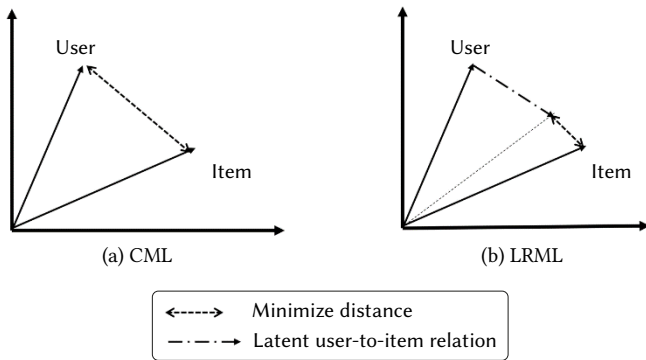 User
Item
(a) CML
User
Item
(b) LRML
Minimize distance
Latent user-to-item relation